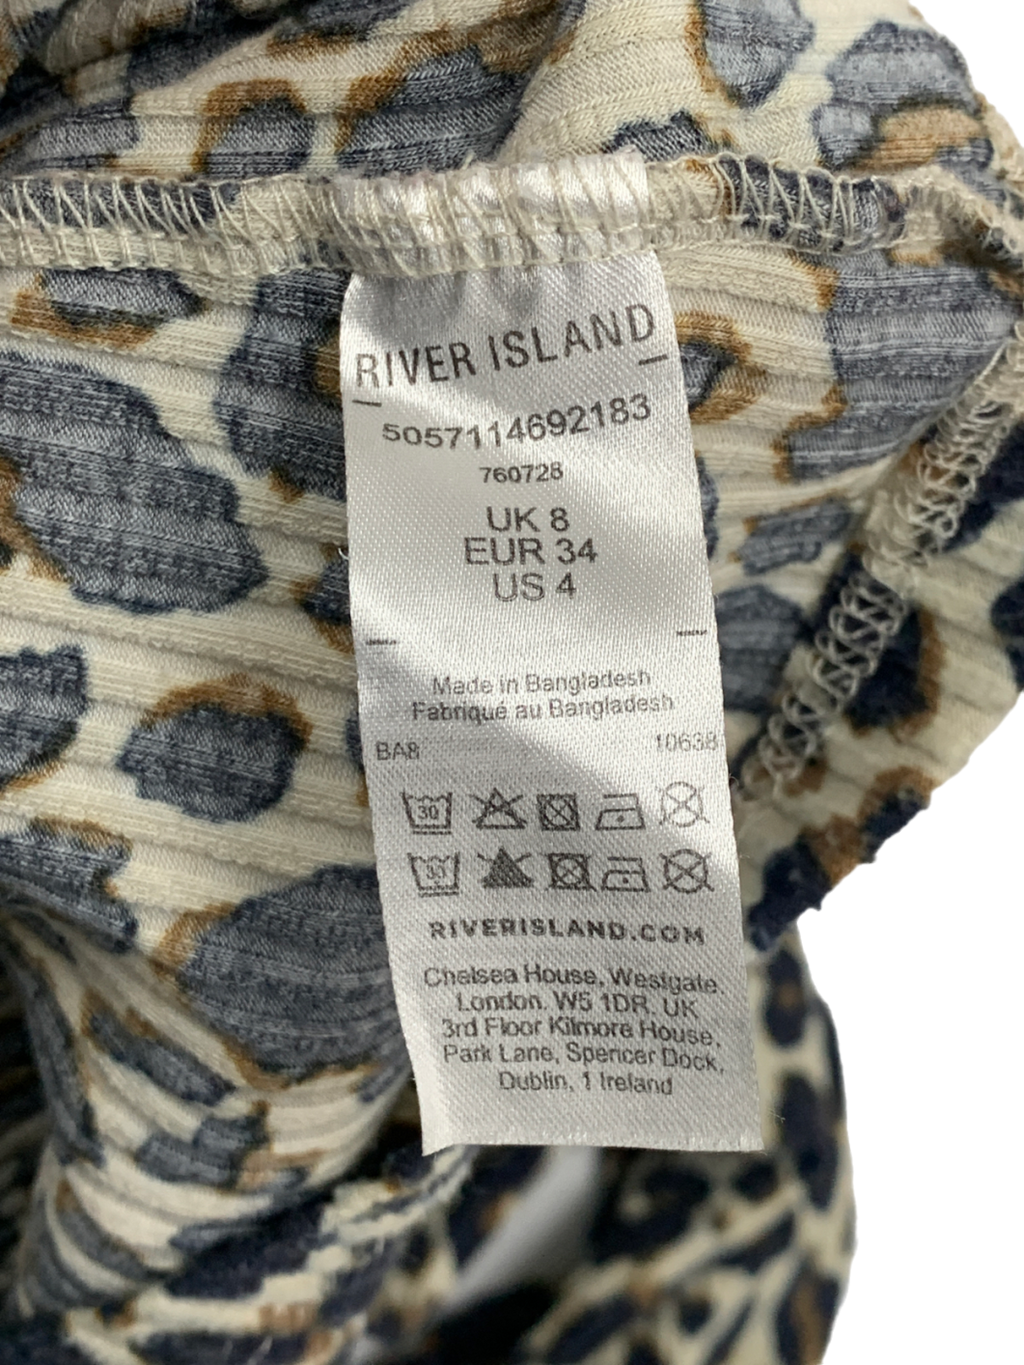 RIVER ISLAND
5057114692183
760728
UK 8
EUR 34
US 4
Made in Bangladesh
Fabriqué au Bangladesh
BA8 10638
30
30
RIVERISLAND.COM
Chelsea House, Westgate,
London. W5 1DR. UK
3rd Floor Kilmore House,
Park Lane, Spencer Dock,
Dublin, 1 Ireland